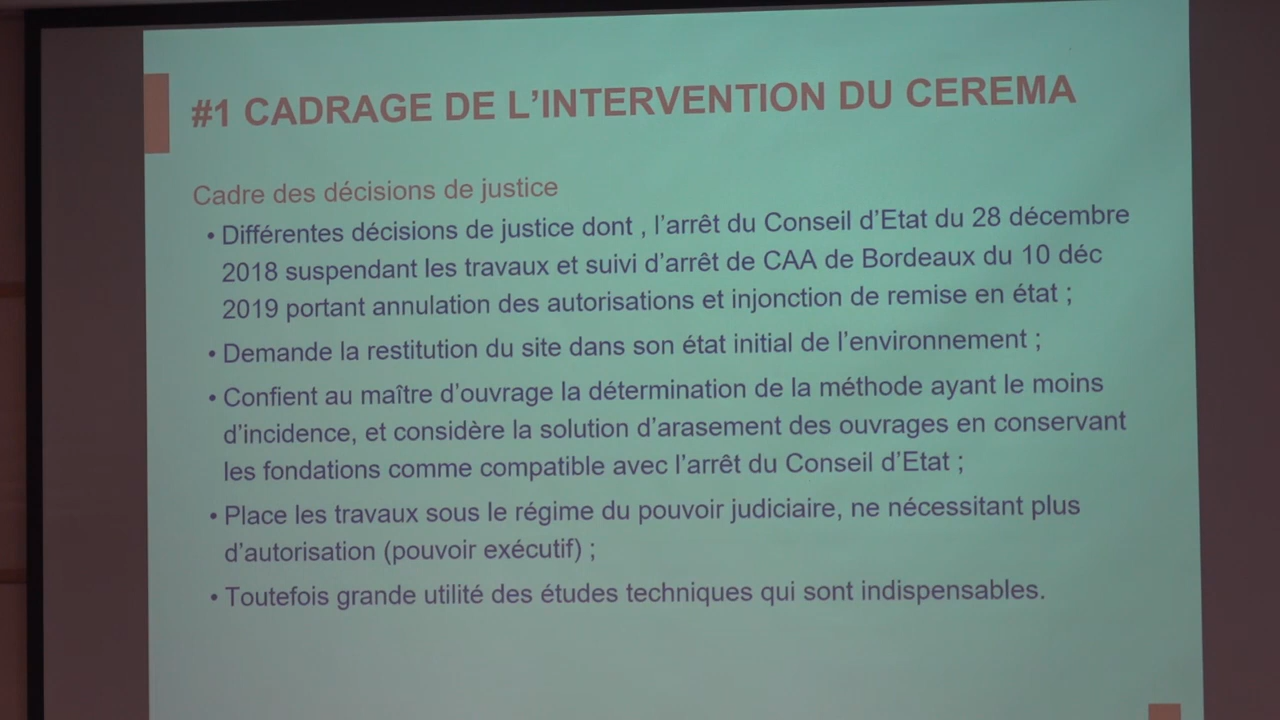 #1 CADRAGE DE L'INTERVENTION DU CEREMA
Cadre des décisions de justice
• Différentes décisions de justice dont , l'arrêt du Conseil d'Etat du 28 décembre
2018 suspendant les travaux et suivi d'arrêt de CAA de Bordeaux du 10 déc
2019 portant annulation des autorisations et injonction de remise en état ;
• Demande la restitution du site dans son état initial de l'environnement ;
• Confient au maître d'ouvrage la détermination de la méthode ayant le moins
d'incidence, et considère la solution d'arasement des ouvrages en conservant
les fondations comme compatible avec l'arrêt du Conseil d'Etat ;
• Place les travaux sous le régime du pouvoir judiciaire, ne nécessitant plus
d'autorisation (pouvoir exécutif) ;
• Toutefois grande utilité des études techniques qui sont indispensables.